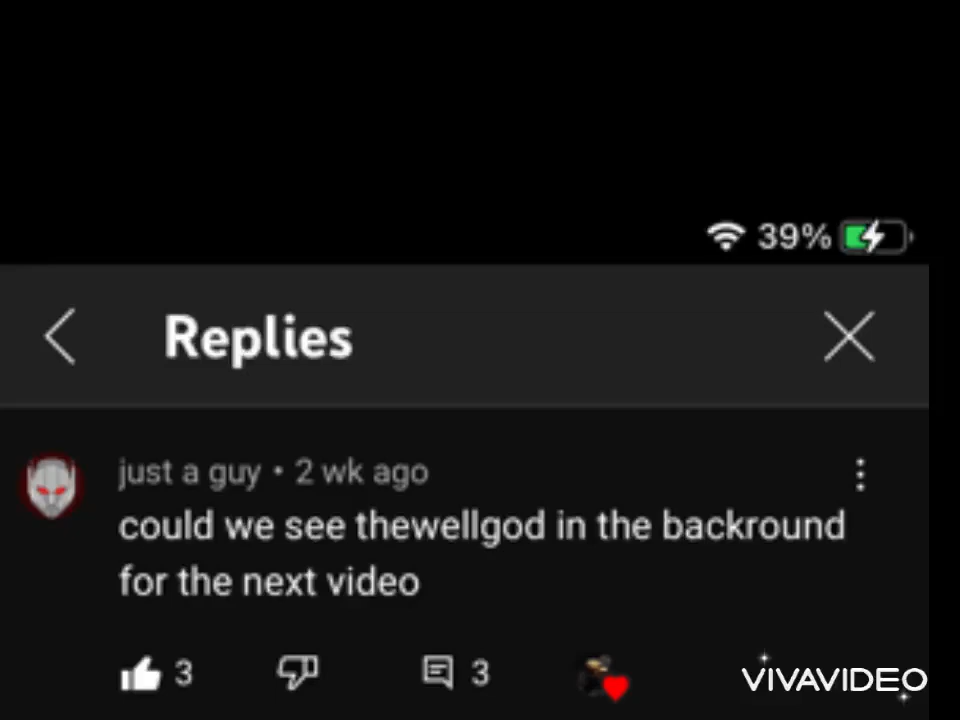 39%
Replies
just a guy • 2 wk ago
could we see thewellgod in the backround
for the next video
3
3
VIVAVIDEO